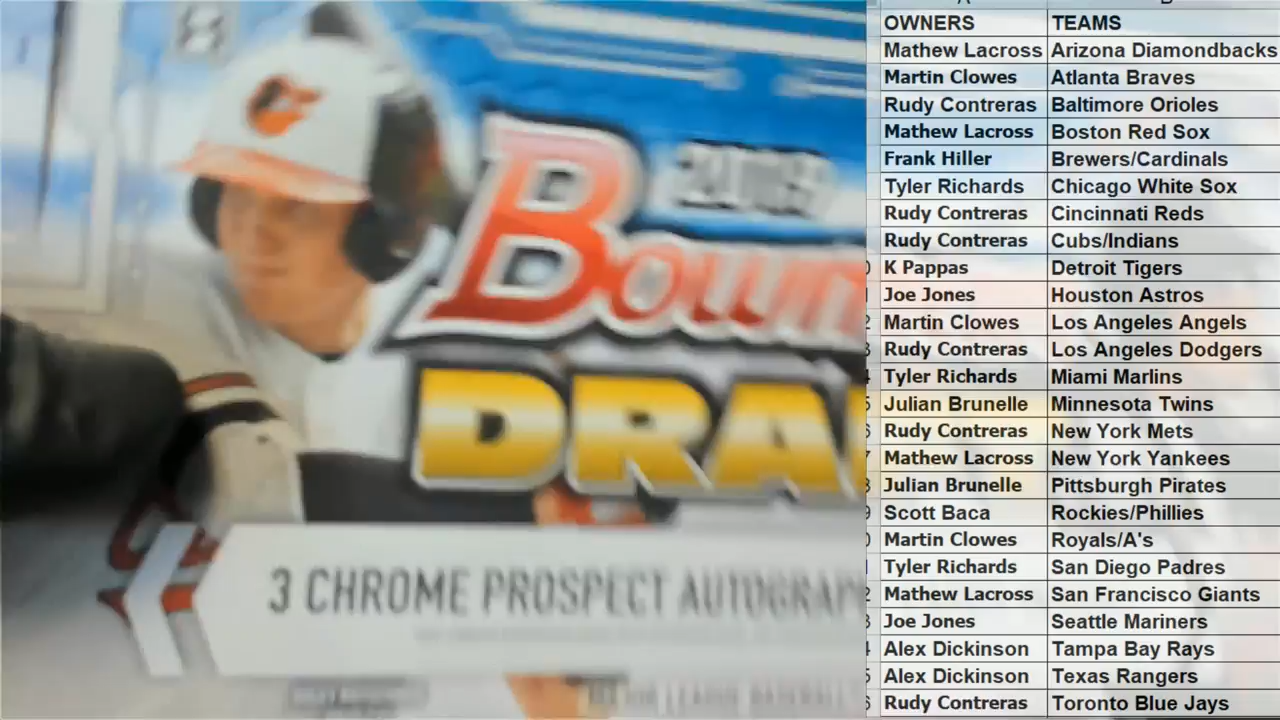 2019
BOWM
DRA
3 CHROME PROSPECT AUTOGRAP
OWNERS TEAMS
Mathew Lacross Arizona Diamondbacks
Martin Clowes Atlanta Braves
Rudy Contreras Baltimore Orioles
Mathew Lacross Boston Red Sox
Frank Hiller Brewers/Cardinals
Tyler Richards Chicago White Sox
Rudy Contreras Cincinnati Reds
Rudy Contreras Cubs/Indians
K Pappas Detroit Tigers
Joe Jones Houston Astros
Martin Clowes Los Angeles Angels
Rudy Contreras Los Angeles Dodgers
Tyler Richards Miami Marlins
Julian Brunelle Minnesota Twins
Rudy Contreras New York Mets
Mathew Lacross New York Yankees
Julian Brunelle Pittsburgh Pirates
Scott Baca Rockies/Phillies
Martin Clowes Royals/A's
Tyler Richards San Diego Padres
Mathew Lacross San Francisco Giants
Joe Jones Seattle Mariners
Alex Dickinson Tampa Bay Rays
Alex Dickinson Texas Rangers
Rudy Contreras Toronto Blue Jays